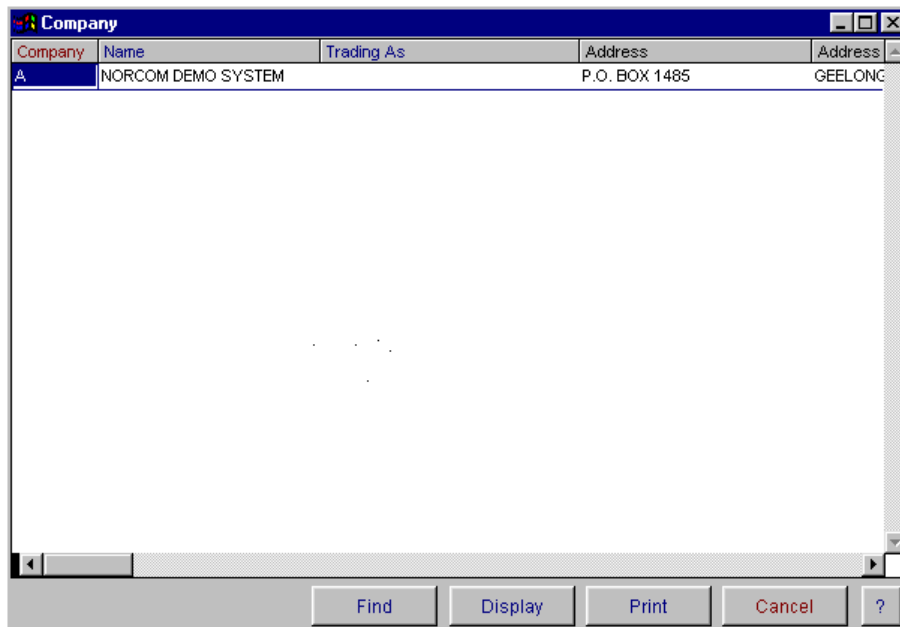 Company
Company Name Trading As Address Address
A NORCOM DEMO SYSTEM P.O. BOX 1485 GEELONG
Find Display Print Cancel ?